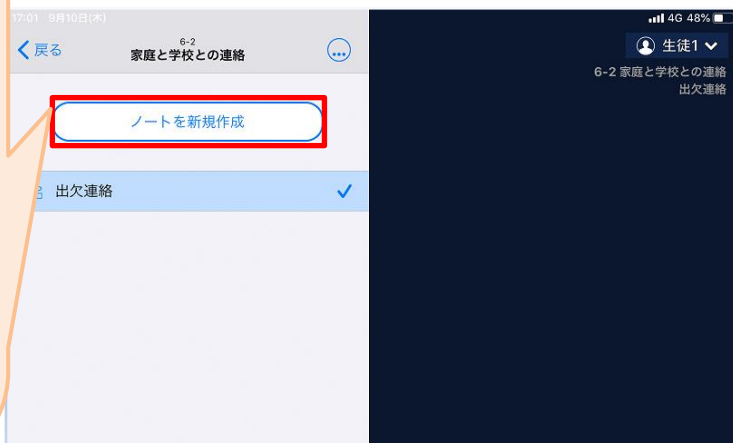 17:01 9月10日(木)
4G 48%
戻る
6-2
家庭と学校との連絡
生徒1
6-2 家庭と学校との連絡
出欠連絡
ノートを新規作成
出欠連絡